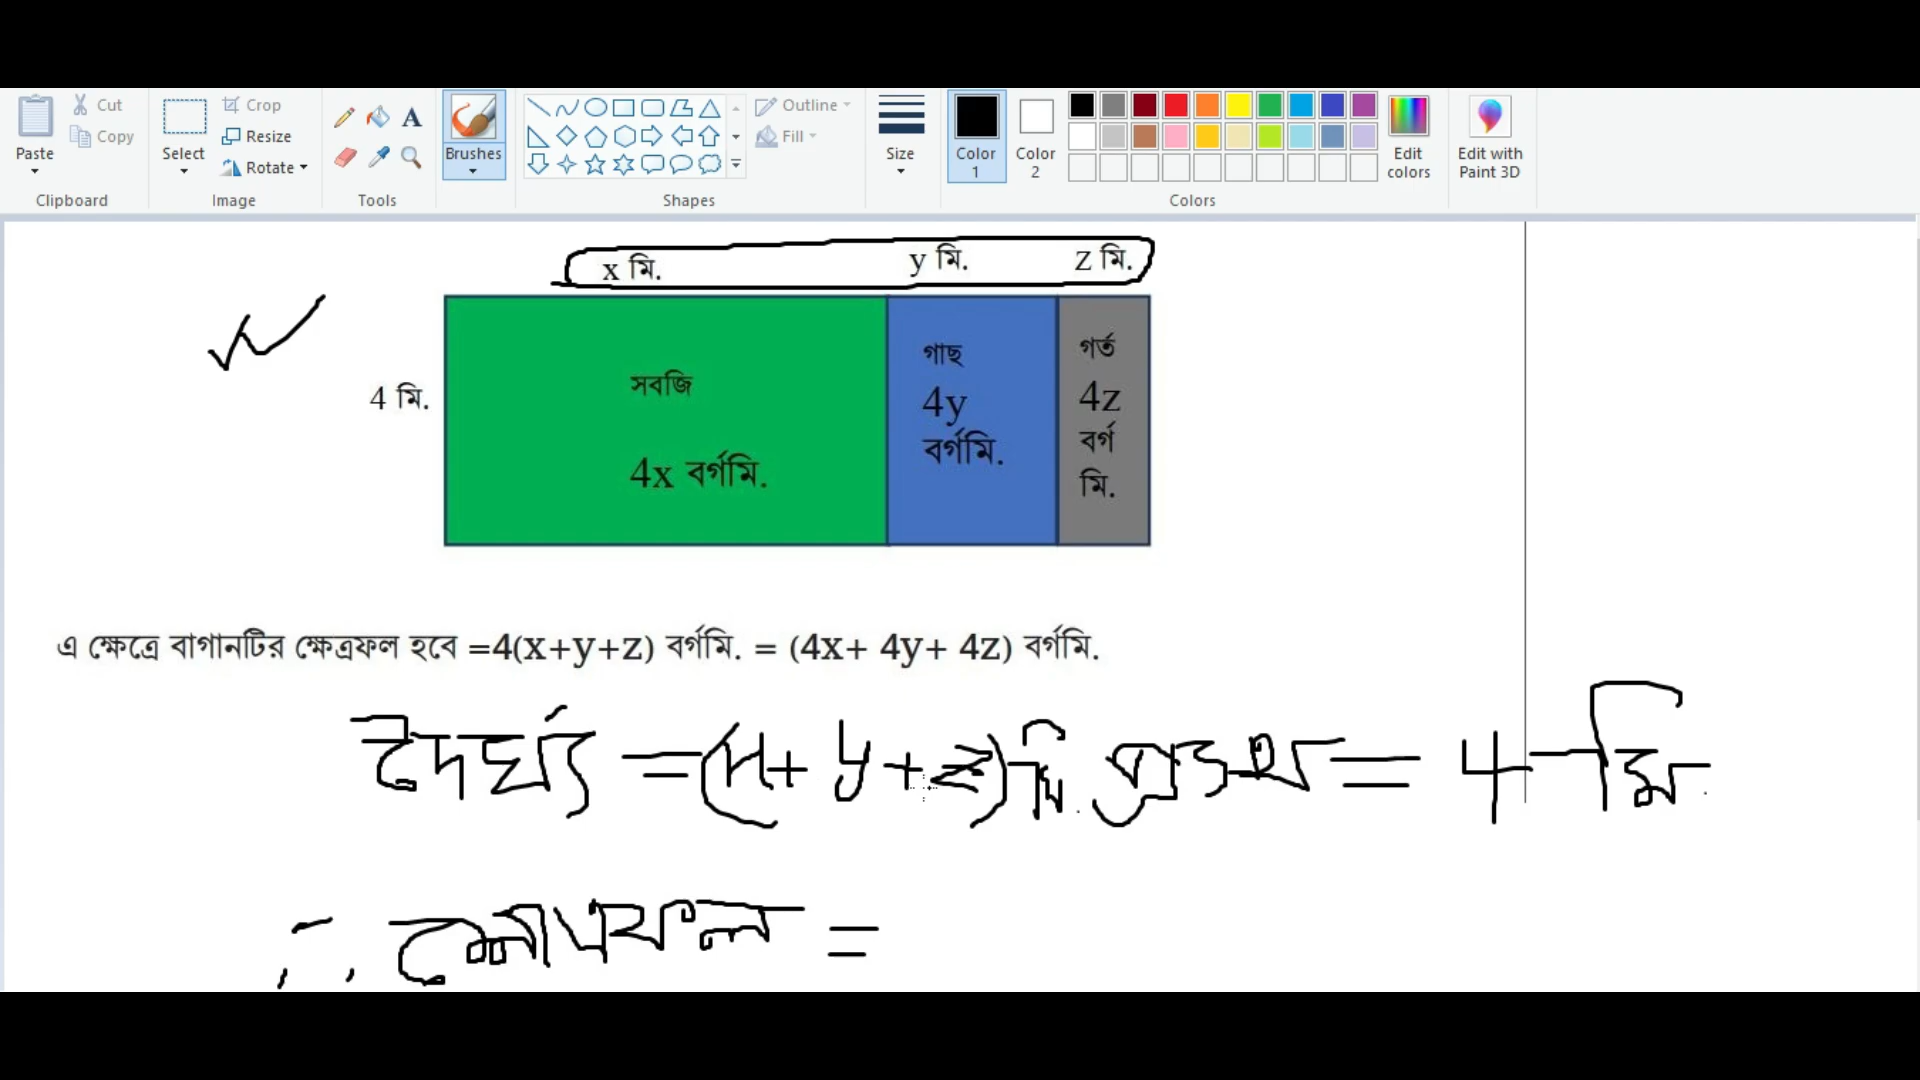 Cut
Copy
Paste
Clipboard
Select
Crop
Resize
Rotate
Image
A
Tools
Brushes
Shapes
Outline
Fill
Size
Color 1
Color 2
Colors
Edit colors
Edit with Paint 3D
x মি. y মি. z মি.
4 মি.
সবজি
4x বর্গমি.
গাছ
4y
বর্গমি.
গর্ত
4z
বর্গ
মি.
এ ক্ষেত্রে বাগানটির ক্ষেত্রফল হবে =4(x+y+z) বর্গমি. = (4x+ 4y+ 4z) বর্গমি.
দৈর্ঘ্য = (x + y + z) মি. প্রস্থ = 4 মি.
∴ ক্ষেত্রফল =